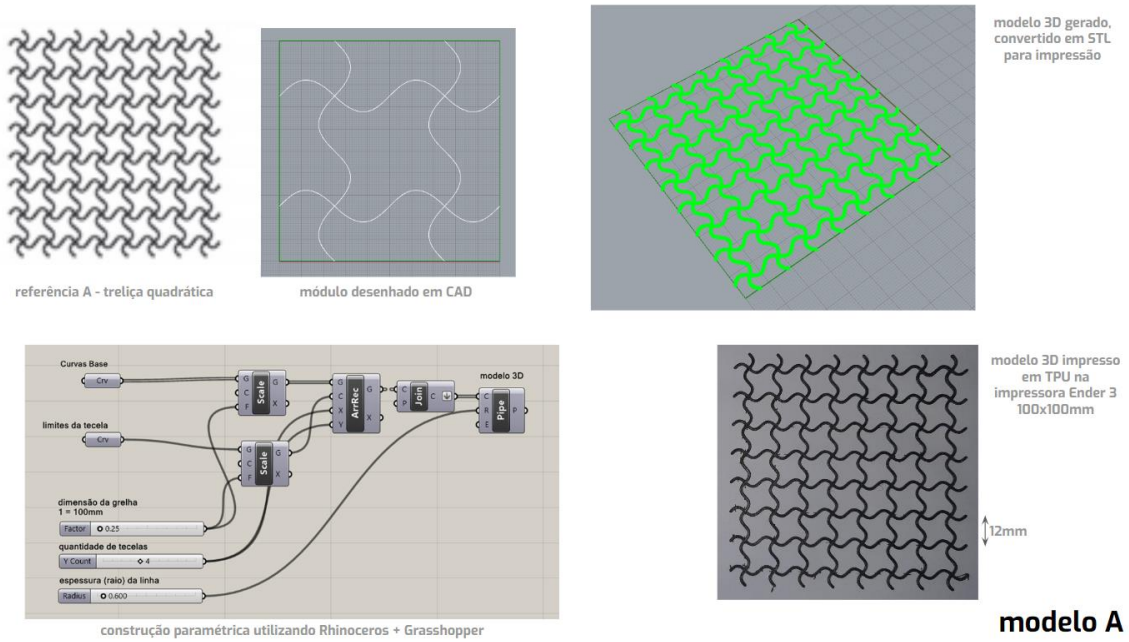 modelo 3D gerado,
convertido em STL
para impressão
referência A - treliça quadrática
módulo desenhado em CAD
Curvas Base
Crv
limites da tecela
Crv
G
C
F
Scale
G
X
G
C
F
Scale
G
X
G
C
X
Y
ArrRec
G
X
C
P
Join
C
modelo 3D
C
R
E
Pipe
P
dimensão da grelha
1 = 100mm
Factor 0.25
quantidade de tecelas
Y Count 4
espessura (raio) da linha
Radius 0.600
construção paramétrica utilizando Rhinoceros + Grasshopper
modelo 3D impresso
em TPU na
impressora Ender 3
100x100mm
12mm
modelo A